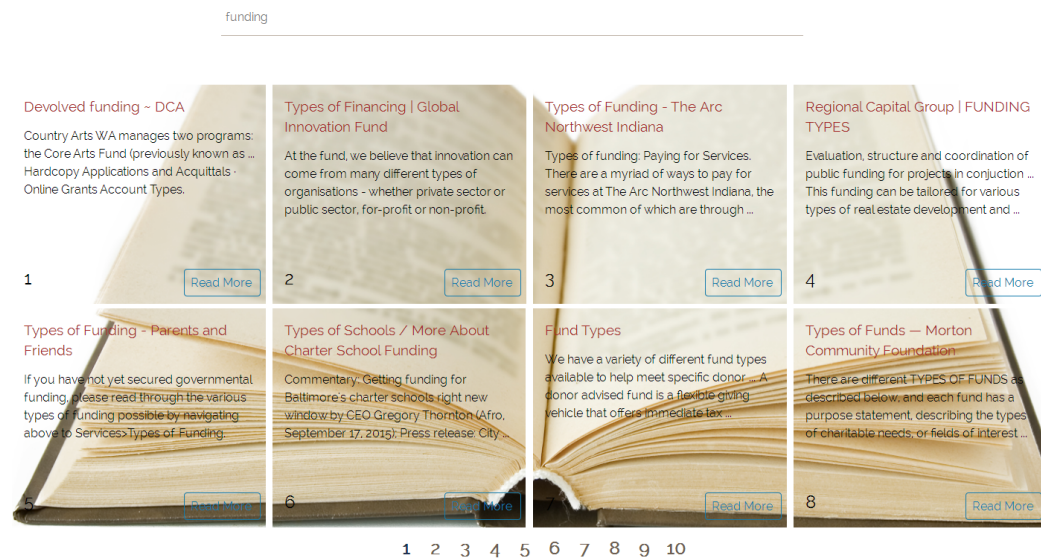 funding
Devolved funding ~ DCA
Country Arts WA manages two programs:
the Core Arts Fund (previously known as ...
Hardcopy Applications and Acquittals ·
Online Grants Account Types.
1
Read More
Types of Financing | Global
Innovation Fund
At the fund, we believe that innovation can
come from many different types of
organisations - whether private sector or
public sector, for-profit or non-profit.
2
Read More
Types of Funding - The Arc
Northwest Indiana
Types of funding: Paying for Services.
There are a myriad of ways to pay for
services at The Arc Northwest Indiana, the
most common of which are through ...
3
Read More
Regional Capital Group | FUNDING
TYPES
Evaluation, structure and coordination of
public funding for projects in conjuction ...
This funding can be tailored for various
types of real estate development and ...
4
Read More
Types of Funding - Parents and
Friends
If you have not yet secured governmental
funding, please read through the various
types of funding possible by navigating
above to Services>Types of Funding.
5
Read More
Types of Schools / More About
Charter School Funding
Commentary: Getting funding for
Baltimore's charter schools right new
window by CEO Gregory Thornton (Afro,
September 17, 2015); Press release: City ...
6
Read More
Fund Types
We have a variety of different fund types
available to help meet specific donor ... A
donor advised fund is a flexible giving
vehicle that offers immediate tax ...
7
Read More
Types of Funds — Morton
Community Foundation
There are different TYPES OF FUNDS as
described below, and each fund has a
purpose statement, describing the types
of charitable needs, or fields of interest ...
8
Read More
1 2 3 4 5 6 7 8 9 10